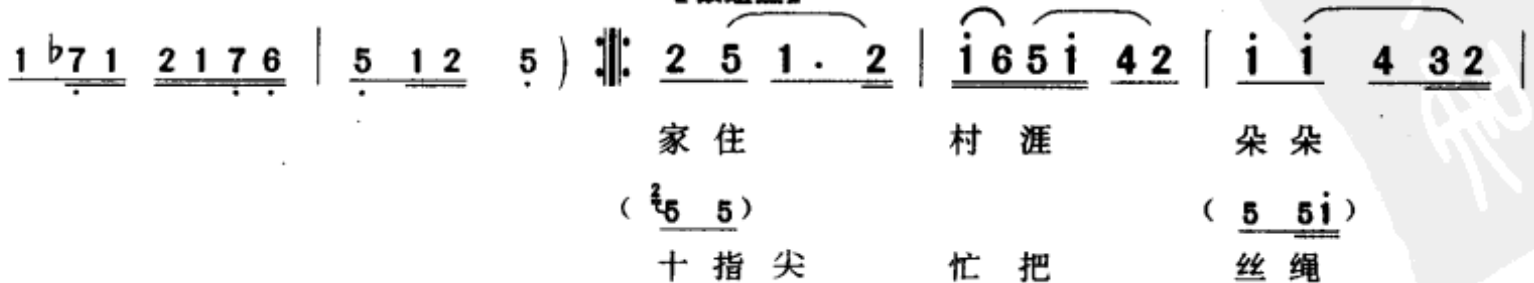 1 ♭7 1 2 1 7 6 | 5 1 2 5 ) 𝄆 2 5 1 · 2 | i 6 5 i 4 2 | i i 4 3 2 |
家 住 村 涯 朵 朵
( ²5 5 ) ( 5 5 i )
十 指 尖 忙 把 丝 绳